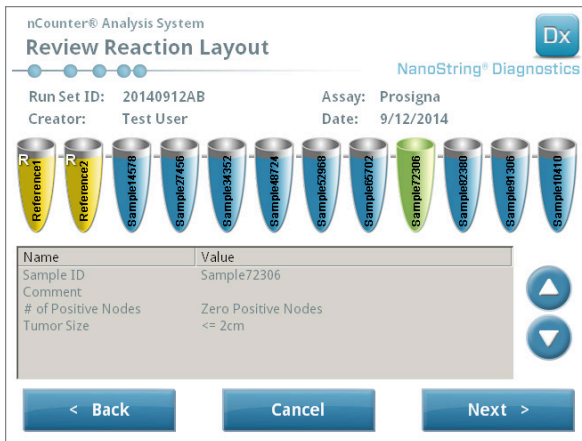 nCounter® Analysis System
Dx
Review Reaction Layout
NanoString® Diagnostics
Run Set ID: 20140912AB Assay: Prosigna
Creator: Test User Date: 9/12/2014
R R
Reference1
Reference2
Sample14578
Sample27456
Sample34352
Sample48724
Sample52968
Sample65702
Sample72306
Sample82380
Sample91306
Sample10410
Name Value
Sample ID Sample72306
Comment
# of Positive Nodes Zero Positive Nodes
Tumor Size <= 2cm
< Back Cancel Next >